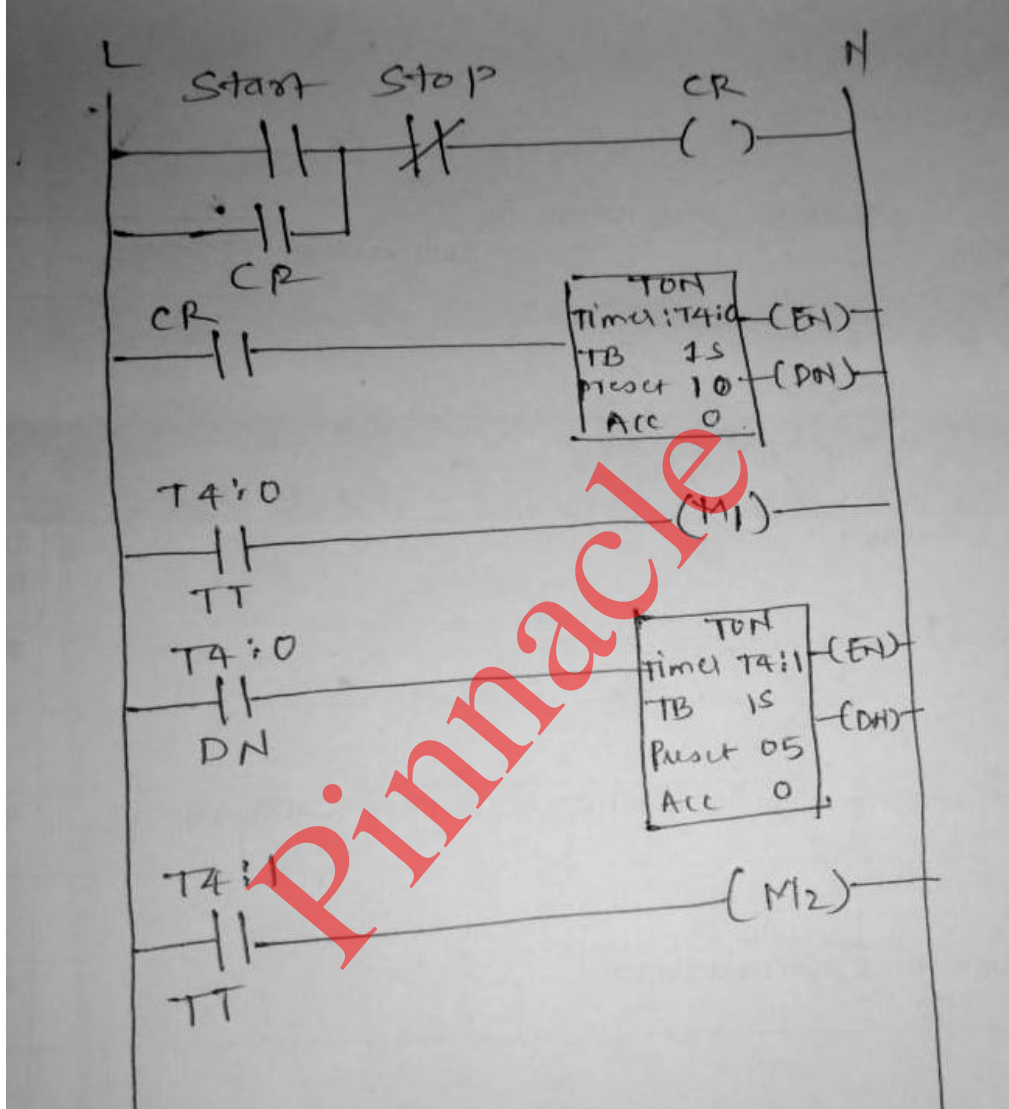 L N
Start Stop CR
CR
CR
TON
Timer : T4:0 (EN)
TB 1S
preset 10 (DN)
Acc 0
T4:0
(M1)
TT
T4:0
DN
TON
Timer T4:1 (EN)
TB 1S
(DN)
Preset 05
Acc 0
T4:1
(M2)
TT
Pinnacle